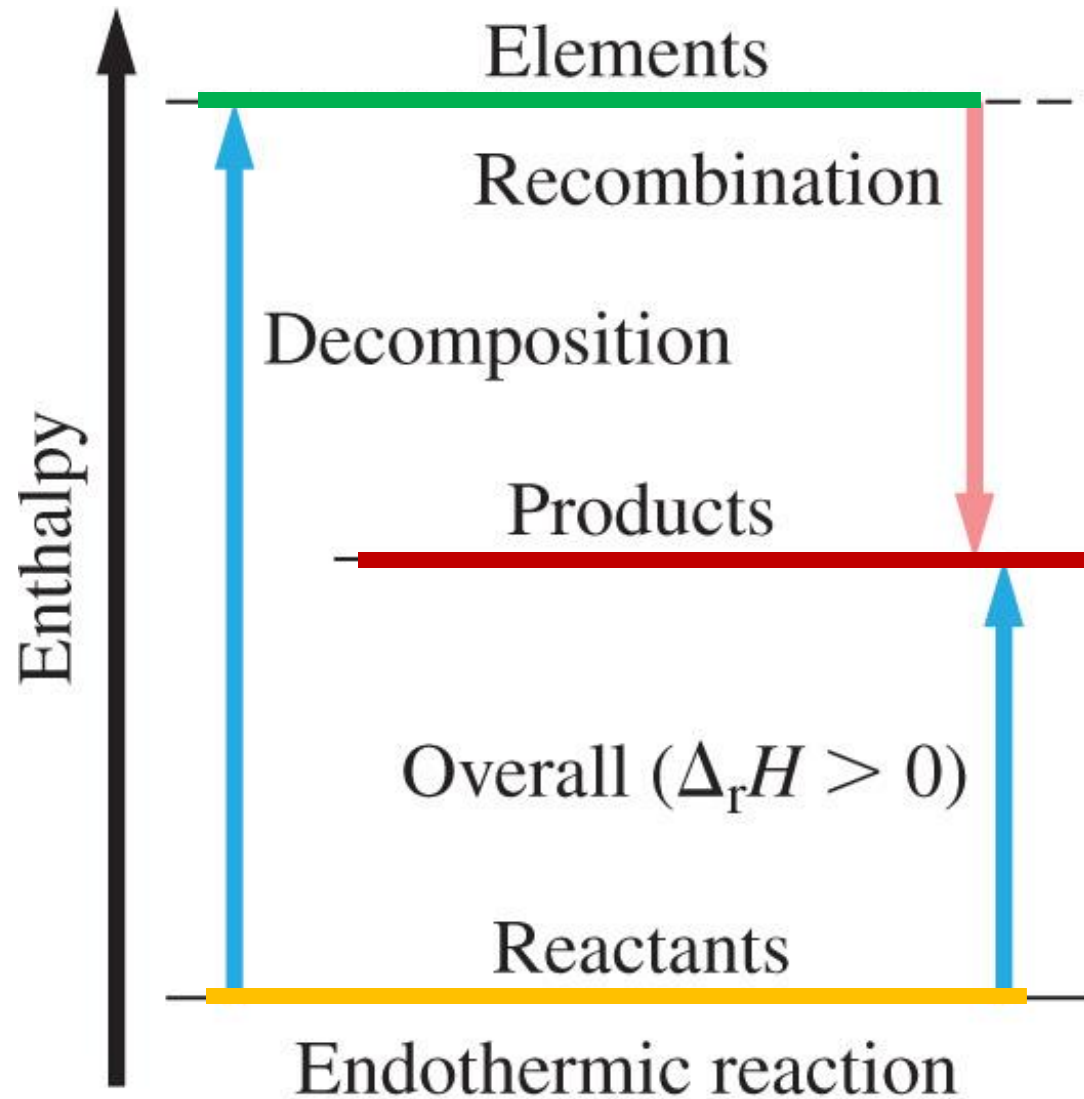 Elements
Recombination
Decomposition
Enthalpy
Products
Overall (ΔrH > 0)
Reactants
Endothermic reaction